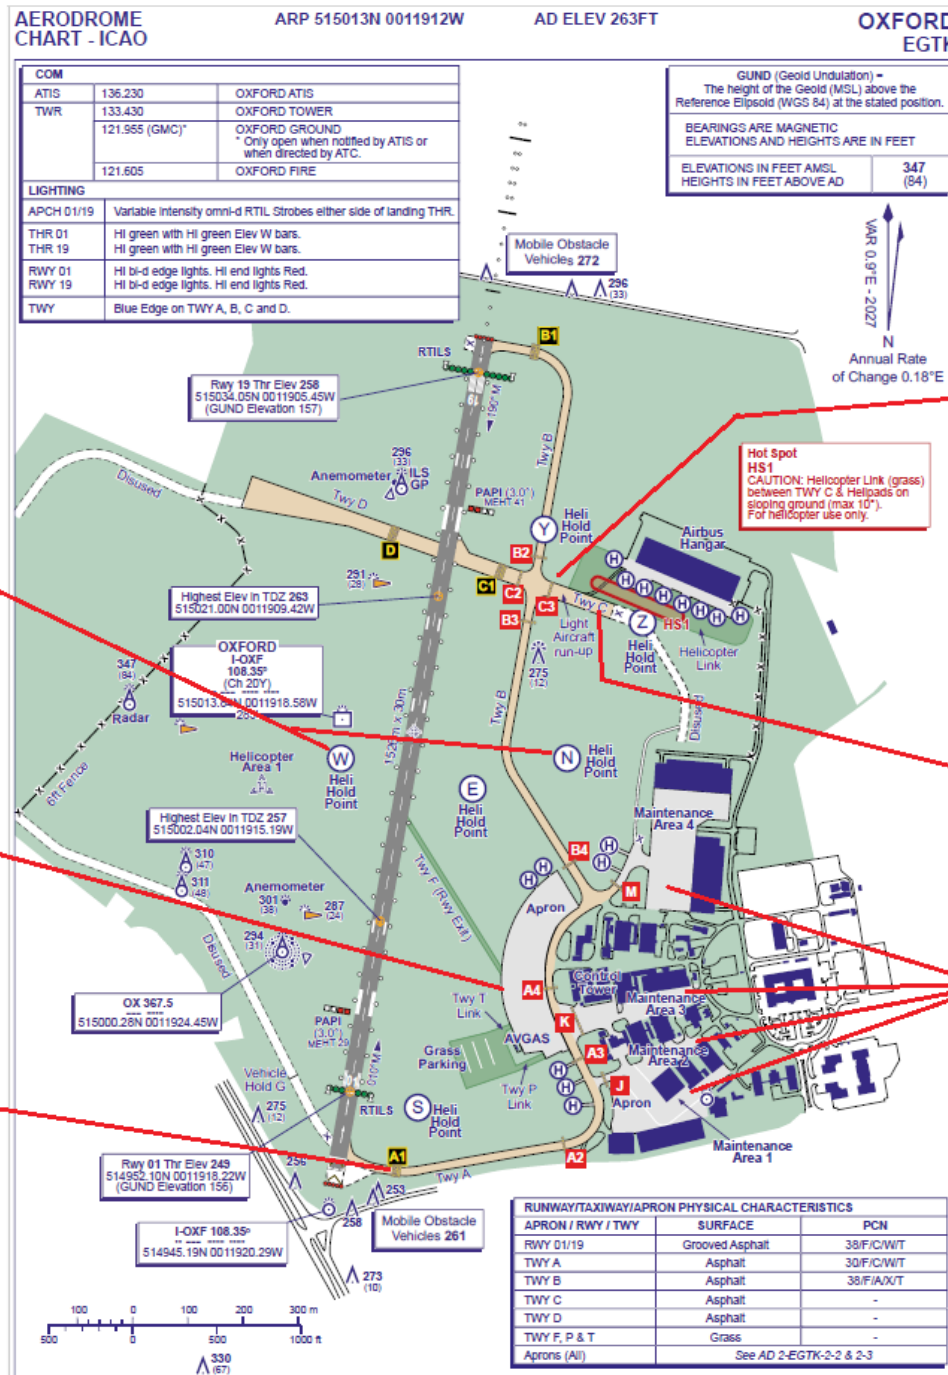 AERODROME
CHART - ICAO
ARP 515013N 0011912W
AD ELEV 263FT
OXFORD
EGTK
COM
ATIS 136.230 OXFORD ATIS
TWR 133.430 OXFORD TOWER
121.955 (GMC)* OXFORD GROUND
* Only open when notified by ATIS or
when directed by ATC.
121.605 OXFORD FIRE
LIGHTING
APCH 01/19 Variable intensity omni-d RTIL Strobes either side of landing THR.
THR 01 HI green with HI green Elev W bars.
THR 19 HI green with HI green Elev W bars.
RWY 01 HI bi-d edge lights. HI end lights Red.
RWY 19 HI bi-d edge lights. HI end lights Red.
TWY Blue Edge on TWY A, B, C and D.
GUND (Geoid Undulation) =
The height of the Geoid (MSL) above the
Reference Elipsoid (WGS 84) at the stated position.
BEARINGS ARE MAGNETIC
ELEVATIONS AND HEIGHTS ARE IN FEET
ELEVATIONS IN FEET AMSL 347
HEIGHTS IN FEET ABOVE AD (84)
VAR 0.9°E - 2027
N
Annual Rate
of Change 0.18°E
Mobile Obstacle
Vehicles 272
296
(33)
B1
RTILS
Rwy 19 Thr Elev 258
515034.05N 0011905.45W
(GUND Elevation 157)
19
190° M
Twy B
Hot Spot
HS1
CAUTION: Helicopter Link (grass)
between TWY C & Helipads on
sloping ground (max 10°).
For helicopter use only.
296
(33)
Anemometer
ILS
GP
Disused
Twy D
PAPI (3.0°)
MEHT 41
Y
Heli
Hold
Point
Airbus
Hangar
D
B2
C1
C2
C3
B3
H
H
H
H
H
H
H
H
291
(28)
Highest Elev in TDZ 263
515021.00N 0011909.42W
Twy C
Light
Aircraft
run-up
Z
Heli
Hold
Point
HS1
Helicopter
Link
275
(12)
OXFORD
I-OXF
108.35D
(Ch 20Y)
515013.84N 0011918.58W
283
347
(84)
Radar
Twy B
Disused
1526m x 30m
6ft Fence
Helicopter
Area 1
W
Heli
Hold
Point
N
Heli
Hold
Point
E
Heli
Hold
Point
Maintenance
Area 4
Highest Elev in TDZ 257
515002.04N 0011915.19W
310
(47)
311
(48)
Twy F (Rwy Exit)
B4
H
H
H
H
M
Anemometer
301
(38)
287
(24)
294
(31)
Apron
Disused
Control
Tower
A4
Maintenance
Area 3
OX 367.5
515000.28N 0011924.45W
Twy T
Link
K
AVGAS
PAPI
(3.0°)
MEHT 29
Grass
Parking
A3
Maintenance
Area 2
010° M
Vehicle
Hold G
Twy P
Link
H
H
H
J
Apron
275
(12)
RTILS
S
Heli
Hold
Point
Maintenance
Area 1
Rwy 01 Thr Elev 249
514952.10N 0011918.22W
(GUND Elevation 156)
A1
A2
Twy A
256
253
258
Mobile Obstacle
Vehicles 261
I-OXF 108.35D
514945.19N 0011920.29W
273
(10)
RUNWAY/TAXIWAY/APRON PHYSICAL CHARACTERISTICS
APRON / RWY / TWY SURFACE PCN
RWY 01/19 Grooved Asphalt 38/F/C/W/T
TWY A Asphalt 30/F/C/W/T
TWY B Asphalt 38/F/A/X/T
TWY C Asphalt -
TWY D Asphalt -
TWY F, P & T Grass -
Aprons (All) See AD 2-EGTK-2-2 & 2-3
100 0 100 200 300 m
500 0 500 1000 ft
330
(67)